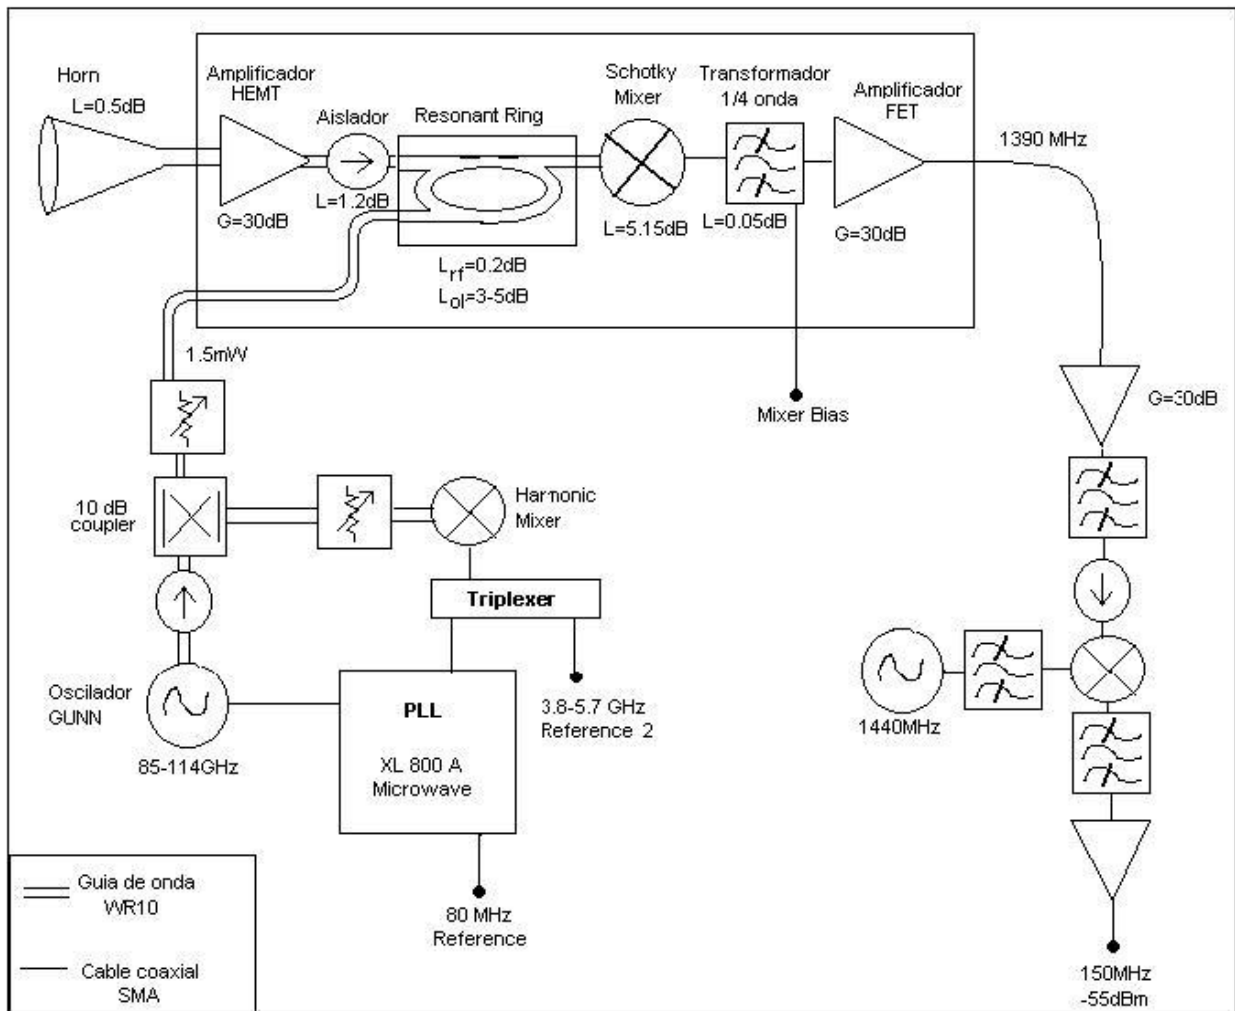 Horn
L=0.5dB
Amplificador
HEMT
G=30dB
Aislador
L=1.2dB
Resonant Ring
Lrf=0.2dB
Lol=3-5dB
Schotky
Mixer
L=5.15dB
Transformador
1/4 onda
L=0.05dB
Amplificador
FET
G=30dB
1390 MHz
1.5mW
Mixer Bias
G=30dB
10 dB
coupler
Harmonic
Mixer
Triplexer
Oscilador
GUNN
85-114GHz
PLL
XL 800 A
Microwave
3.8-5.7 GHz
Reference 2
1440MHz
80 MHz
Reference
150MHz
-55dBm
Guia de onda
WR10
Cable coaxial
SMA